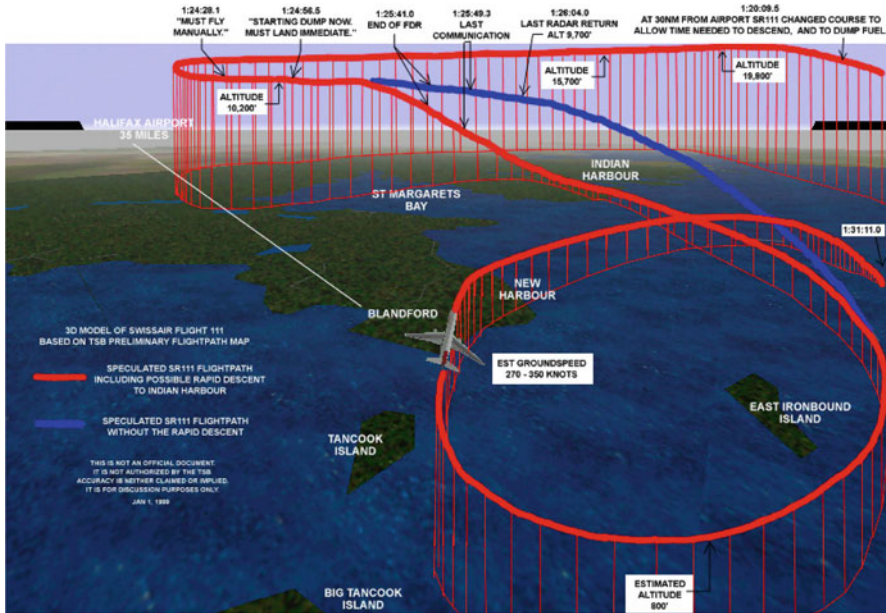 1:24:28.1
"MUST FLY
MANUALLY."
1:24:56.5
"STARTING DUMP NOW.
MUST LAND IMMEDIATE."
1:25:41.0
END OF FDR
1:25:49.3
LAST
COMMUNICATION
1:26:04.0
LAST RADAR RETURN
ALT 9,700'
1:20:09.5
AT 30NM FROM AIRPORT SR111 CHANGED COURSE TO
ALLOW TIME NEEDED TO DESCEND, AND TO DUMP FUEL.
ALTITUDE
10,200'
ALTITUDE
15,700'
ALTITUDE
19,800'
HALIFAX AIRPORT
35 MILES
INDIAN
HARBOUR
ST MARGARETS
BAY
1:31:11.0
NEW
HARBOUR
BLANDFORD
3D MODEL OF SWISSAIR FLIGHT 111
BASED ON TSB PRELIMINARY FLIGHTPATH MAP
SPECULATED SR111 FLIGHTPATH
INCLUDING POSSIBLE RAPID DESCENT
TO INDIAN HARBOUR
SPECULATED SR111 FLIGHTPATH
WITHOUT THE RAPID DESCENT
THIS IS NOT AN OFFICIAL DOCUMENT.
IT IS NOT AUTHORIZED BY THE TSB.
ACCURACY IS NEITHER CLAIMED OR IMPLIED.
IT IS FOR DISCUSSION PURPOSES ONLY.
JAN 1, 1999
EST GROUNDSPEED
270 - 350 KNOTS
EAST IRONBOUND
ISLAND
TANCOOK
ISLAND
BIG TANCOOK
ISLAND
ESTIMATED
ALTITUDE
800'